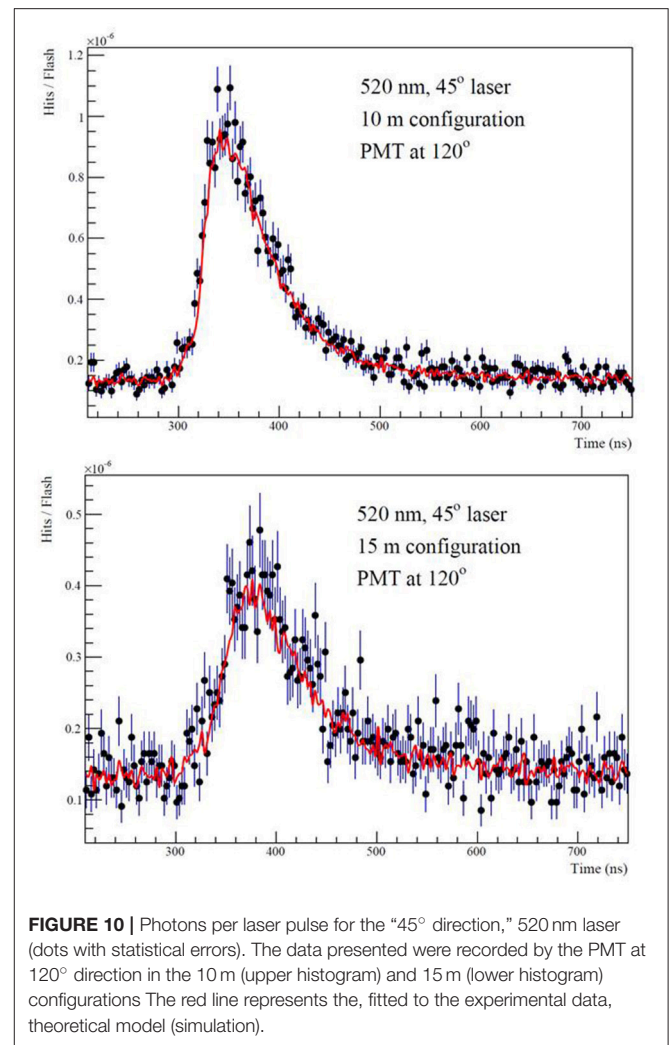 ×10⁻⁶
Hits / Flash
1.2
1
0.8
0.6
0.4
0.2
520 nm, 45° laser
10 m configuration
PMT at 120°
300 400 500 600 700
Time (ns)
×10⁻⁶
Hits / Flash
0.5
0.4
0.3
0.2
0.1
520 nm, 45° laser
15 m configuration
PMT at 120°
300 400 500 600 700
Time (ns)
FIGURE 10 | Photons per laser pulse for the “45° direction,” 520 nm laser
(dots with statistical errors). The data presented were recorded by the PMT at
120° direction in the 10 m (upper histogram) and 15 m (lower histogram)
configurations The red line represents the, fitted to the experimental data,
theoretical model (simulation).